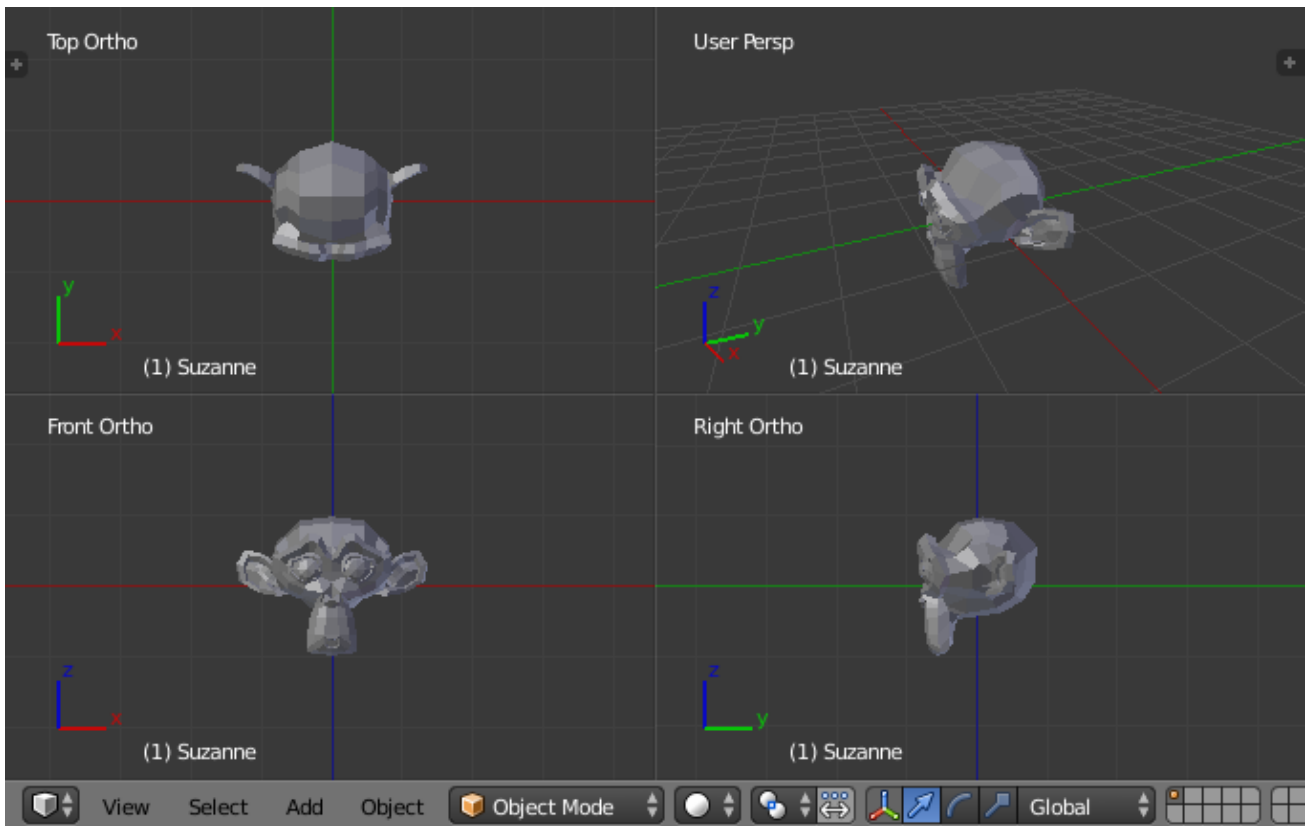 Top Ortho
User Persp
y
x
(1) Suzanne
z
y
x
(1) Suzanne
Front Ortho
Right Ortho
z
x
(1) Suzanne
z
y
(1) Suzanne
View Select Add Object Object Mode Global